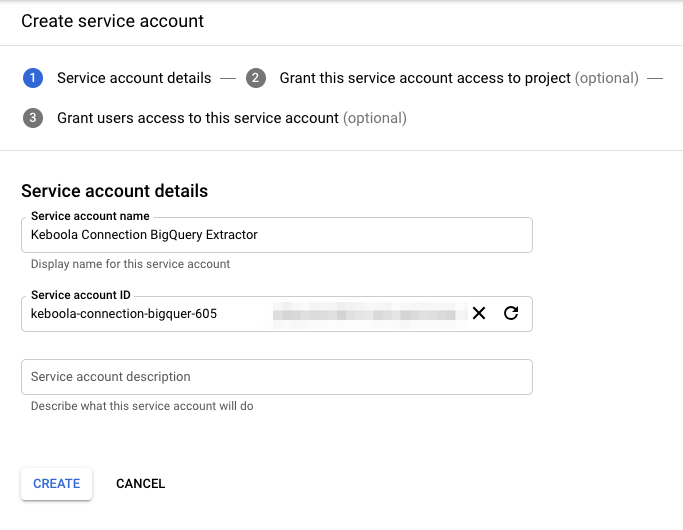 Create service account
1 Service account details — 2 Grant this service account access to project (optional) —
3 Grant users access to this service account (optional)
Service account details
Service account name
Keboola Connection BigQuery Extractor
Display name for this service account
Service account ID
keboola-connection-bigquer-605
Service account description
Describe what this service account will do
CREATE CANCEL